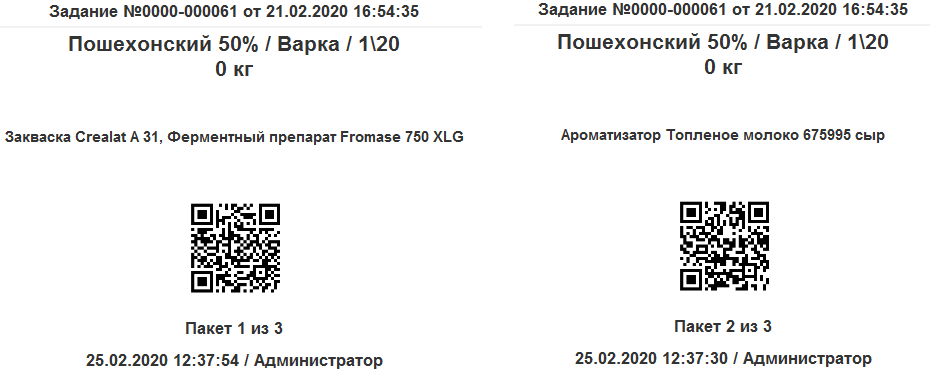 Задание №0000-000061 от 21.02.2020 16:54:35
Пошехонский 50% / Варка / 1\20
0 кг
Закваска Crealat A 31, Ферментный препарат Fromase 750 XLG
Пакет 1 из 3
25.02.2020 12:37:54 / Администратор
Задание №0000-000061 от 21.02.2020 16:54:35
Пошехонский 50% / Варка / 1\20
0 кг
Ароматизатор Топленое молоко 675995 сыр
Пакет 2 из 3
25.02.2020 12:37:30 / Администратор